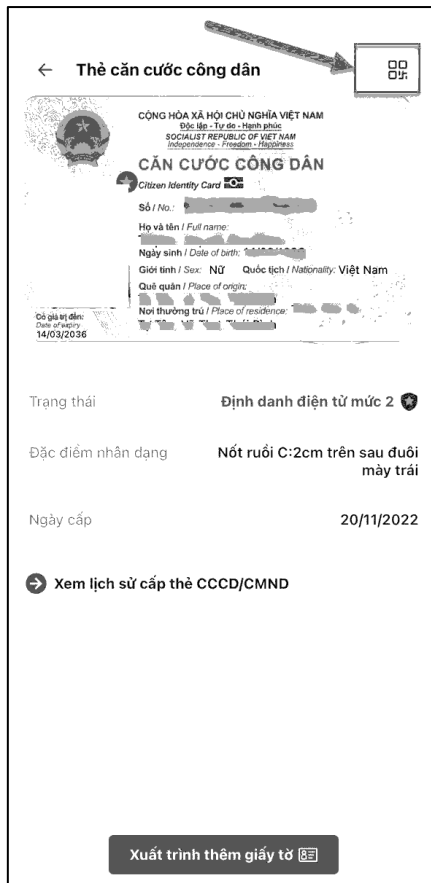 Thẻ căn cước công dân
CỘNG HÒA XÃ HỘI CHỦ NGHĨA VIỆT NAM
Độc lập - Tự do - Hạnh phúc
SOCIALIST REPUBLIC OF VIET NAM
Independence - Freedom - Happiness
CĂN CƯỚC CÔNG DÂN
Citizen Identity Card
Số / No.:
Họ và tên / Full name:
Ngày sinh / Date of birth:
Giới tính / Sex: Nữ Quốc tịch / Nationality: Việt Nam
Quê quán / Place of origin:
Nơi thường trú / Place of residence:
Có giá trị đến:
Date of expiry
14/03/2036
Trạng thái Định danh điện tử mức 2
Đặc điểm nhân dạng Nốt ruồi C:2cm trên sau đuôi
mày trái
Ngày cấp 20/11/2022
Xem lịch sử cấp thẻ CCCD/CMND
Xuất trình thêm giấy tờ